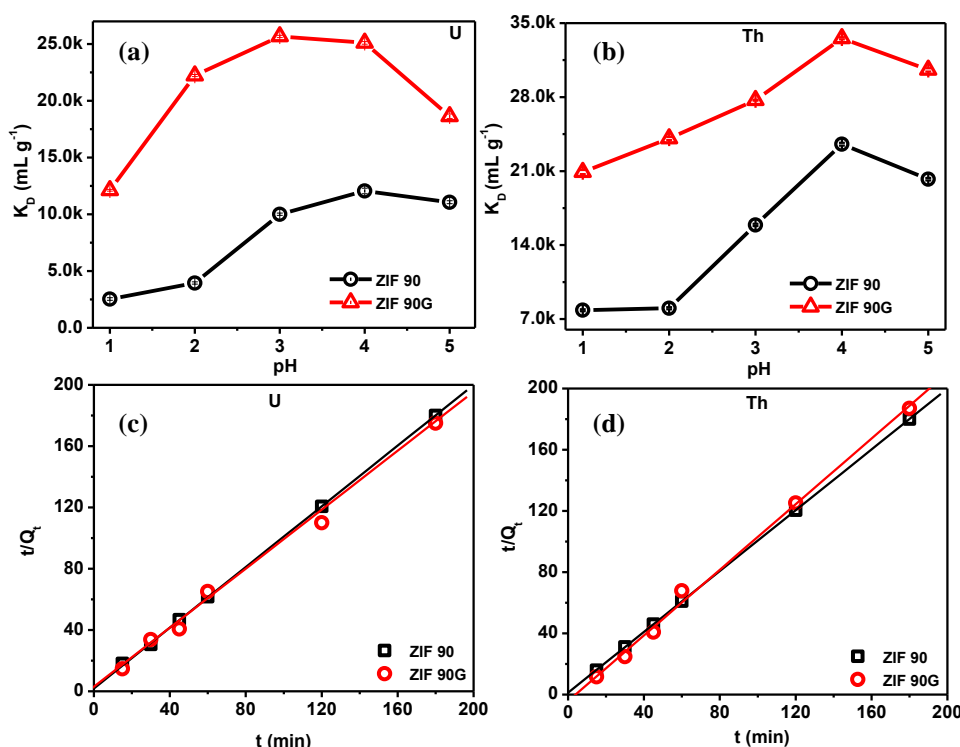 (a)
U
K_D (mL g^-1)
25.0k
20.0k
15.0k
10.0k
5.0k
0.0
ZIF 90
ZIF 90G
1 2 3 4 5
pH
(b)
Th
K_D (mL g^-1)
35.0k
28.0k
21.0k
14.0k
7.0k
ZIF 90
ZIF 90G
1 2 3 4 5
pH
(c)
U
t/Q_t
200
160
120
80
40
0
ZIF 90
ZIF 90G
0 40 80 120 160 200
t (min)
(d)
Th
t/Q_t
200
160
120
80
40
0
ZIF 90
ZIF 90G
0 40 80 120 160 200
t (min)